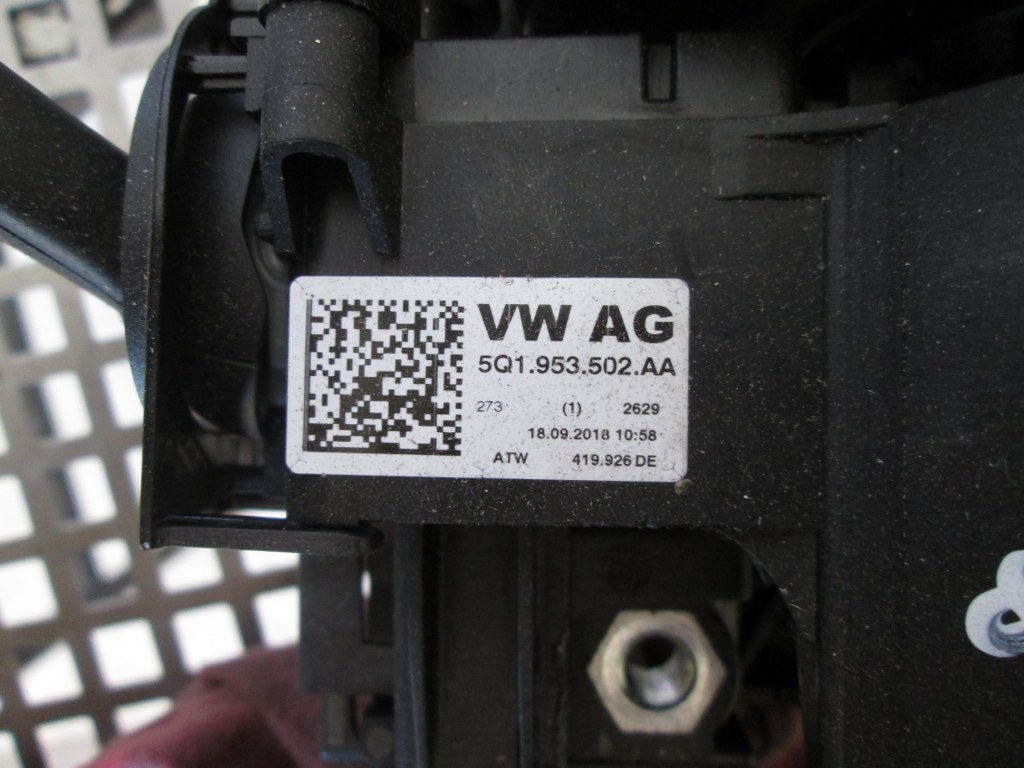 VW AG
5Q1.953.502.AA
273 (1) 2629
18.09.2018 10:58
ATW 419.926 DE